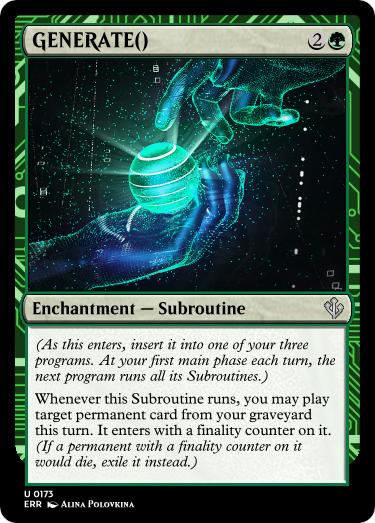 GENERATE()
2
Enchantment — Subroutine
(As this enters, insert it into one of your three
programs. At your first main phase each turn, the
next program runs all its Subroutines.)
Whenever this Subroutine runs, you may play
target permanent card from your graveyard
this turn. It enters with a finality counter on it.
(If a permanent with a finality counter on it
would die, exile it instead.)
U 0173
ERR Alina Polovkina